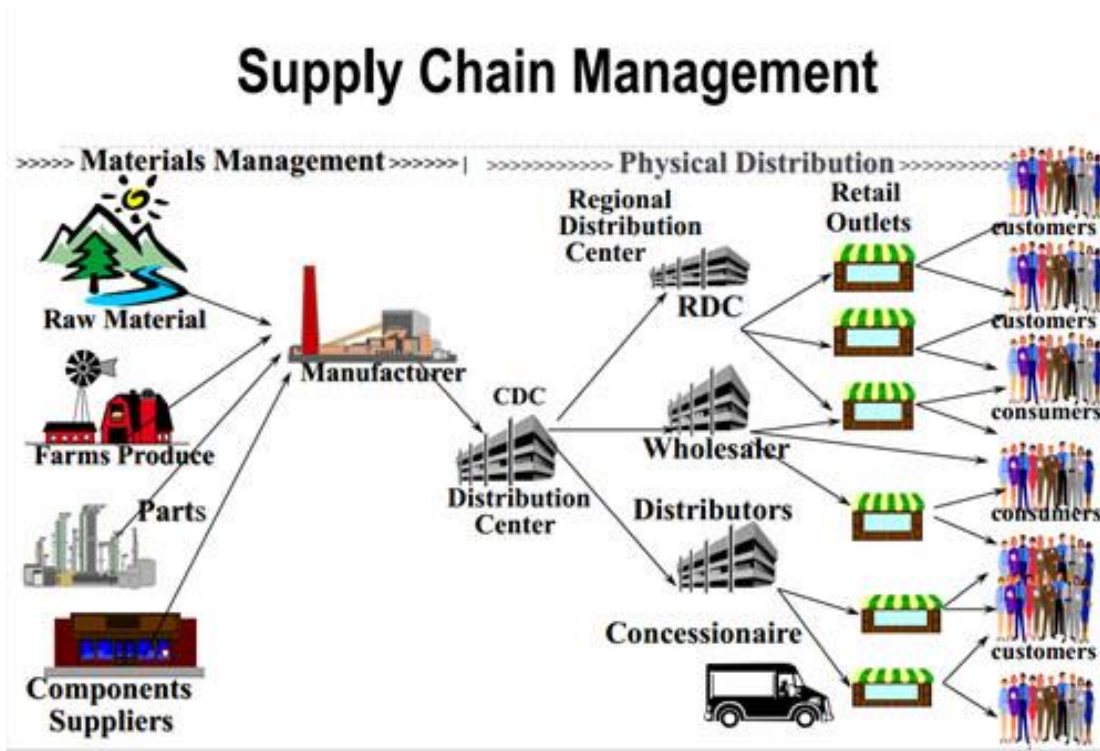 Supply Chain Management
>>>>> Materials Management >>>>>> | >>>>>>>>>>> Physical Distribution >>>>>>>>>>>
Regional
Distribution
Center
Retail
Outlets
customers
Raw Material
RDC
customers
Manufacturer
CDC
consumers
Farms Produce
Wholesaler
Parts
Distribution
Center
Distributors
consumers
Concessionaire
customers
Components
Suppliers